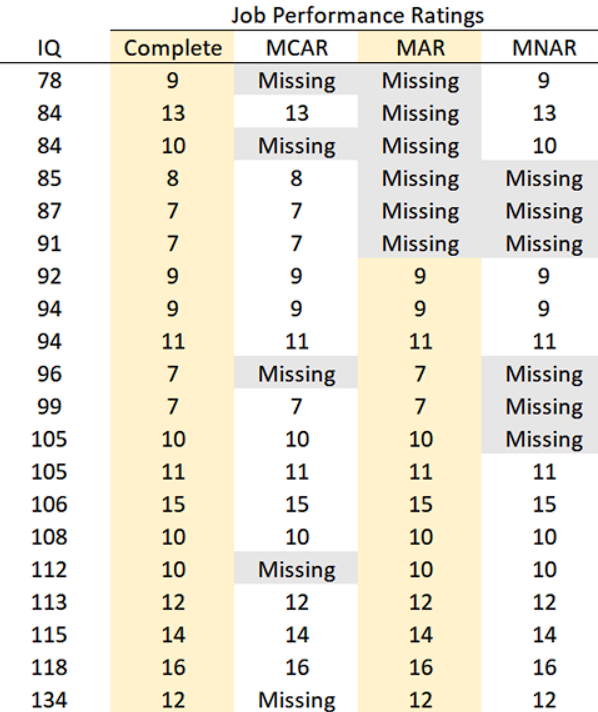 Job Performance Ratings
IQ Complete MCAR MAR MNAR
78 9 Missing Missing 9
84 13 13 Missing 13
84 10 Missing Missing 10
85 8 8 Missing Missing
87 7 7 Missing Missing
91 7 7 Missing Missing
92 9 9 9 9
94 9 9 9 9
94 11 11 11 11
96 7 Missing 7 Missing
99 7 7 7 Missing
105 10 10 10 Missing
105 11 11 11 11
106 15 15 15 15
108 10 10 10 10
112 10 Missing 10 10
113 12 12 12 12
115 14 14 14 14
118 16 16 16 16
134 12 Missing 12 12